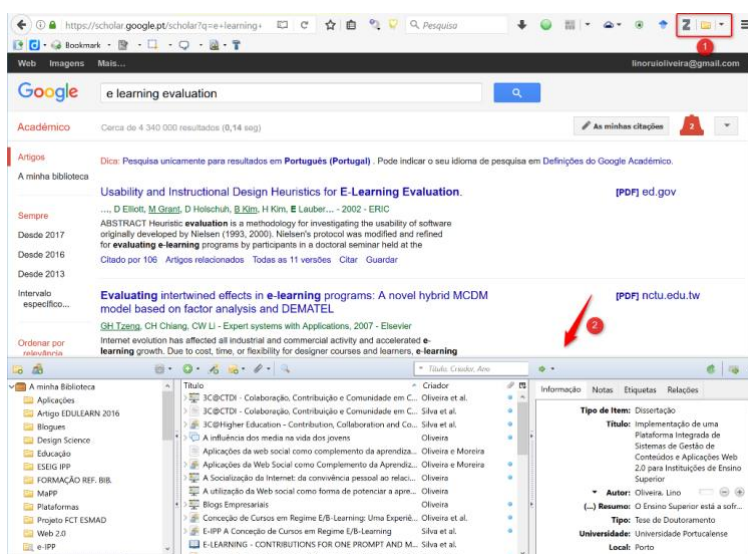 https://scholar.google.pt/scholar?q=e+learning+
Pesquisa
Bookmark
1
Web Imagens Mais...
linoruioliveira@gmail.com
Google
e learning evaluation
Académico
Cerca de 4 340 000 resultados (0,14 seg)
As minhas citações
2
Artigos
A minha biblioteca
Dica: Pesquisa unicamente para resultados em Português (Portugal) . Pode indicar o seu idioma de pesquisa em Definições do Google Académico.
Sempre
Desde 2017
Desde 2016
Desde 2013
Intervalo
específico...
Ordenar por
relevância
Usability and Instructional Design Heuristics for E-Learning Evaluation.
[PDF] ed.gov
..., D Elliott, M Grant, D Holschuh, B Kim, H Kim, E Lauber... - 2002 - ERIC
ABSTRACT Heuristic evaluation is a methodology for investigating the usability of software
originally developed by Nielsen (1993, 2000). Nielsen's protocol was modified and refined
for evaluating e-learning programs by participants in a doctoral seminar held at the
Citado por 106 Artigos relacionados Todas as 11 versões Citar Guardar
Evaluating intertwined effects in e-learning programs: A novel hybrid MCDM
model based on factor analysis and DEMATEL
[PDF] nctu.edu.tw
GH Tzeng, CH Chiang, CW Li - Expert systems with Applications, 2007 - Elsevier
Internet evolution has affected all industrial and commercial activity and accelerated e-
learning growth. Due to cost, time, or flexibility for designer courses and learners, e-learning
2
Título, Criador, Ano
A minha Biblioteca
Aplicações
Artigo EDULEARN 2016
Blogues
Design Science
Educação
ESEIG IPP
FORMAÇÃO REF. BIB.
MaPP
Plataformas
Projeto FCT ESMAD
Web 2.0
e-IPP
Título Criador
3C@CTDI - Colaboração, Contribuição e Comunidade em C... Oliveira et al.
3C@CTDI - Colaboração, Contribuição e Comunidade em C... Silva et al.
3C@Higher Education – Contribution, Collaboration and Co... Silva et al.
A influência dos media na vida dos jovens Oliveira
Aplicações da web social como complemento da aprendiza... Oliveira e Moreira
Aplicações da Web Social como Complemento da Aprendiz... Oliveira e Moreira
A Socialização da Internet: da convivência pessoal ao relaci... Oliveira
A utilização da Web social como forma de potenciar a apre... Oliveira
Blogs Empresariais Oliveira
Conceção de Cursos em Regime E/B-Learning: Uma Experiê... Oliveira et al.
E-IPP A Conceção de Cursos em Regime E/B-Learning Silva et al.
E-LEARNING - CONTRIBUTIONS FOR ONE PROMPT AND M... Silva et al.
Informação Notas Etiquetas Relações
Tipo de Item: Dissertação
Título: Implementação de uma
Plataforma Integrada de
Sistemas de Gestão de
Conteúdos e Aplicações Web
2.0 para Instituições de Ensino
Superior
Autor: Oliveira, Lino
(...) Resumo: O Ensino Superior está a sofr...
Tipo: Tese de Doutoramento
Universidade: Universidade Portucalense
Local: Porto